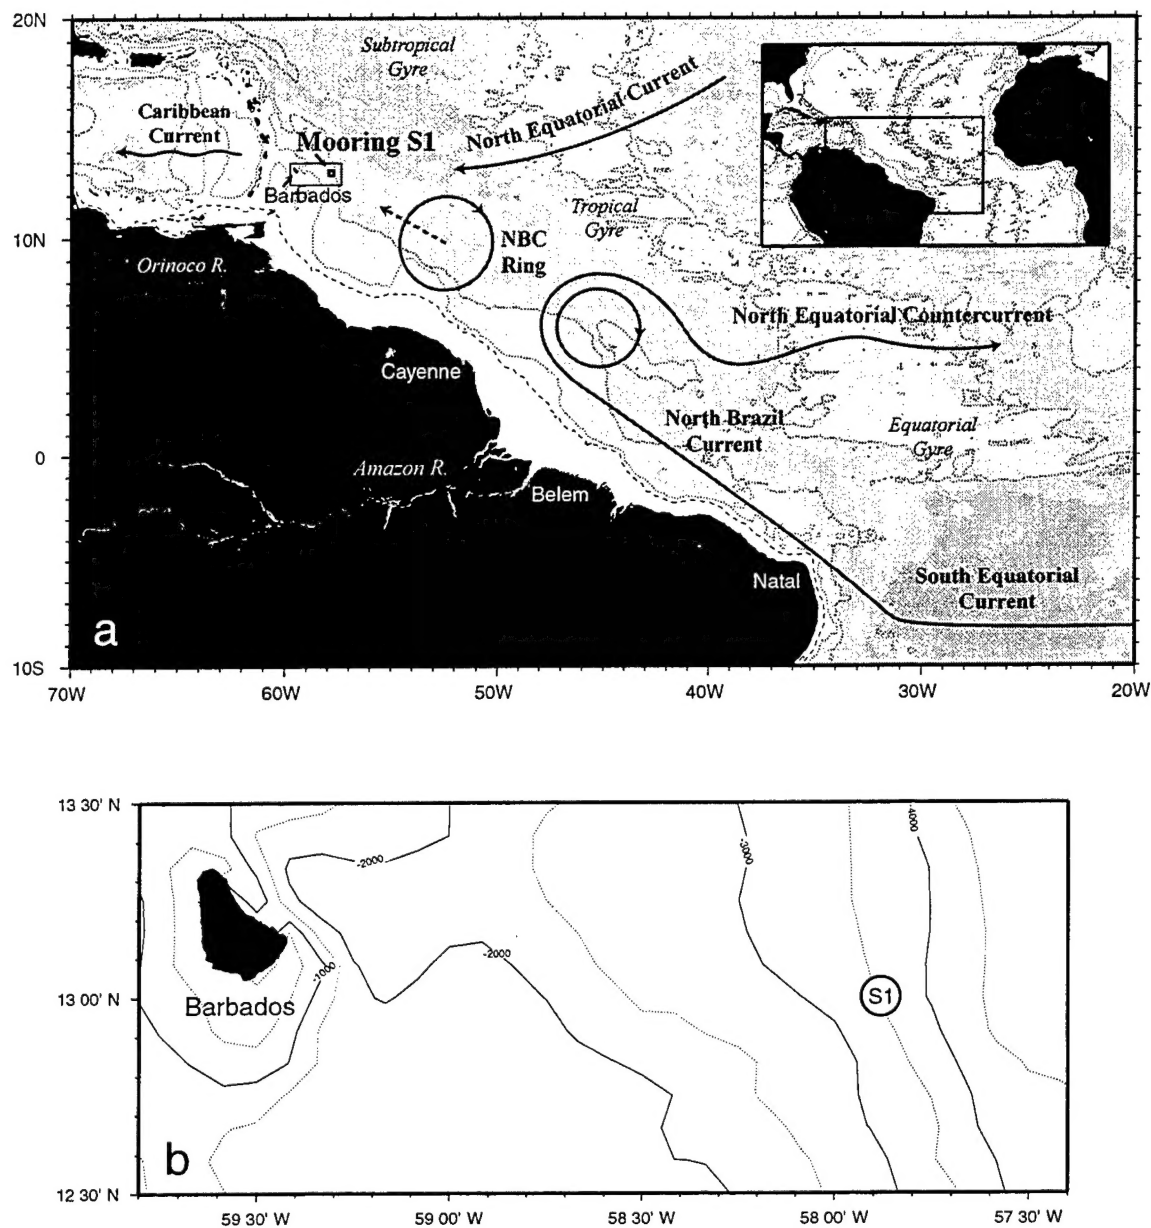 20N
Subtropical
Gyre
Caribbean
Current
North Equatorial Current
Mooring S1
Barbados
Tropical
Gyre
10N
NBC
Ring
Orinoco R.
North Equatorial Countercurrent
Cayenne
North Brazil
Current
Equatorial
Gyre
0
Amazon R.
Belem
Natal
South Equatorial
Current
a
10S
70W 60W 50W 40W 30W 20W
13 30' N
-2000
-3000
-4000
-2000
-1000
13 00' N
Barbados
S1
b
12 30' N
59 30' W 59 00' W 58 30' W 58 00' W 57 30' W